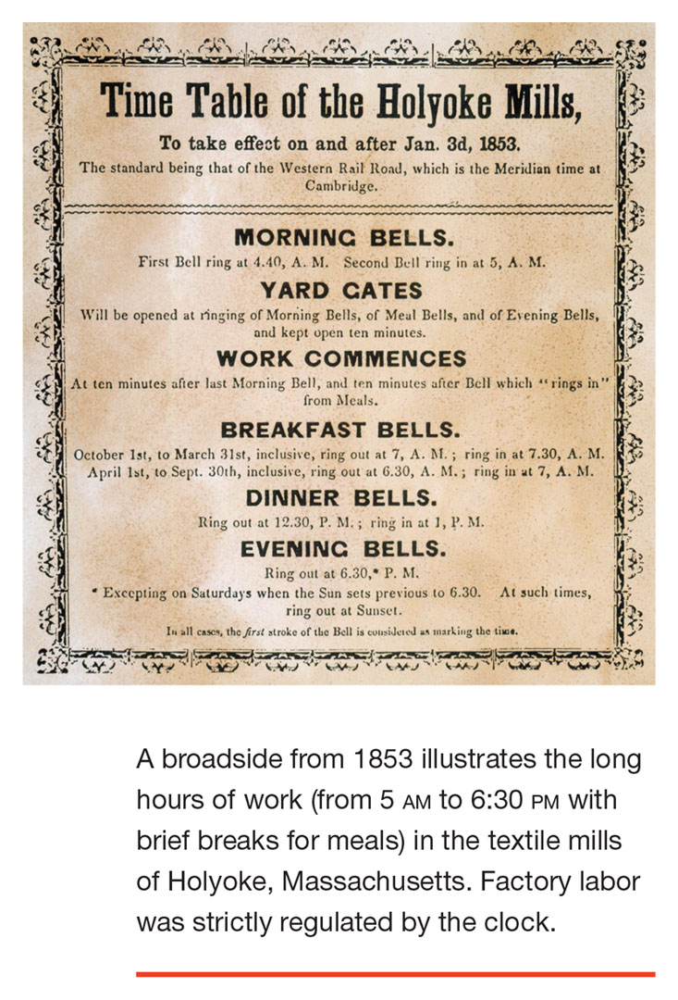 Time Table of the Holyoke Mills,
To take effect on and after Jan. 3d, 1853.
The standard being that of the Western Rail Road, which is the Meridian time at
Cambridge.
MORNING BELLS.
First Bell ring at 4.40, A. M. Second Bell ring in at 5, A. M.
YARD GATES
Will be opened at ringing of Morning Bells, of Meal Bells, and of Evening Bells,
and kept open ten minutes.
WORK COMMENCES
At ten minutes after last Morning Bell, and ten minutes after Bell which “rings in”
from Meals.
BREAKFAST BELLS.
October 1st, to March 31st, inclusive, ring out at 7, A. M. ; ring in at 7.30, A. M.
April 1st, to Sept. 30th, inclusive, ring out at 6.30, A. M. ; ring in at 7, A. M.
DINNER BELLS.
Ring out at 12.30, P. M. ; ring in at 1, P. M.
EVENING BELLS.
Ring out at 6.30,* P. M.
* Excepting on Saturdays when the Sun sets previous to 6.30. At such times,
ring out at Sunset.
In all cases, the first stroke of the Bell is considered as marking the time.
A broadside from 1853 illustrates the long
hours of work (from 5 AM to 6:30 PM with
brief breaks for meals) in the textile mills
of Holyoke, Massachusetts. Factory labor
was strictly regulated by the clock.